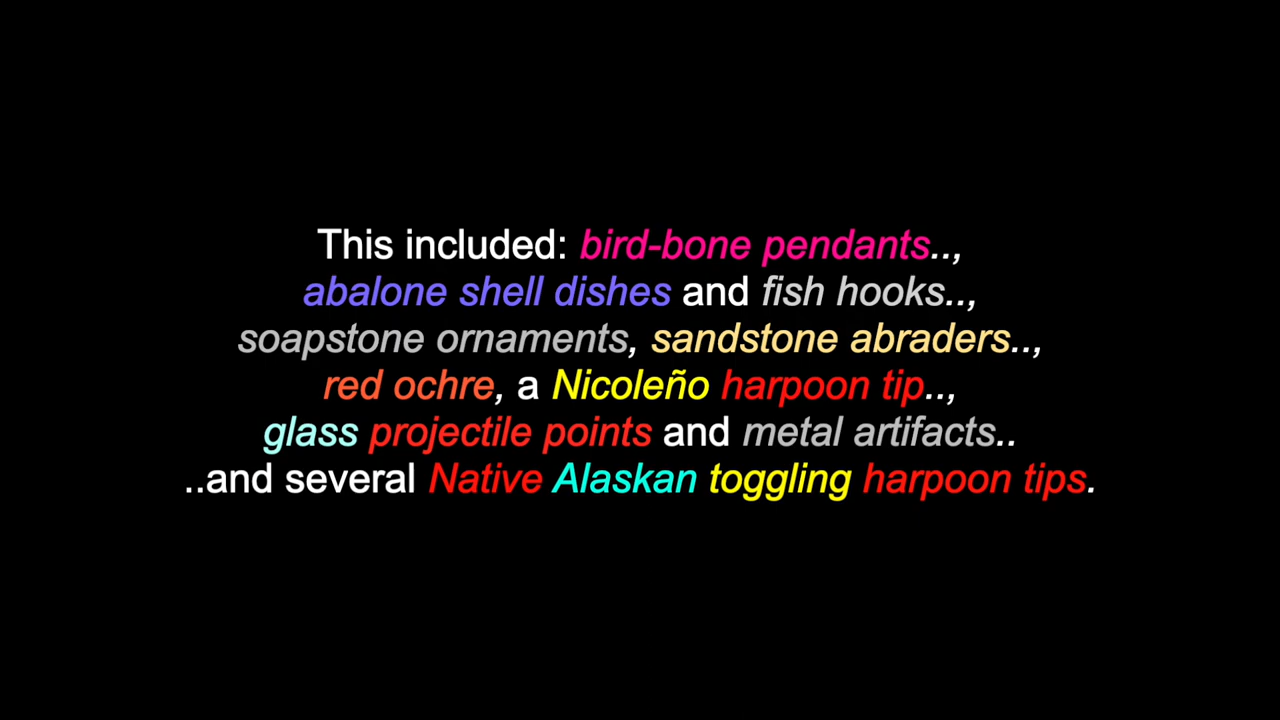 This included: bird-bone pendants..,
abalone shell dishes and fish hooks..,
soapstone ornaments, sandstone abraders..,
red ochre, a Nicoleño harpoon tip..,
glass projectile points and metal artifacts..
..and several Native Alaskan toggling harpoon tips.